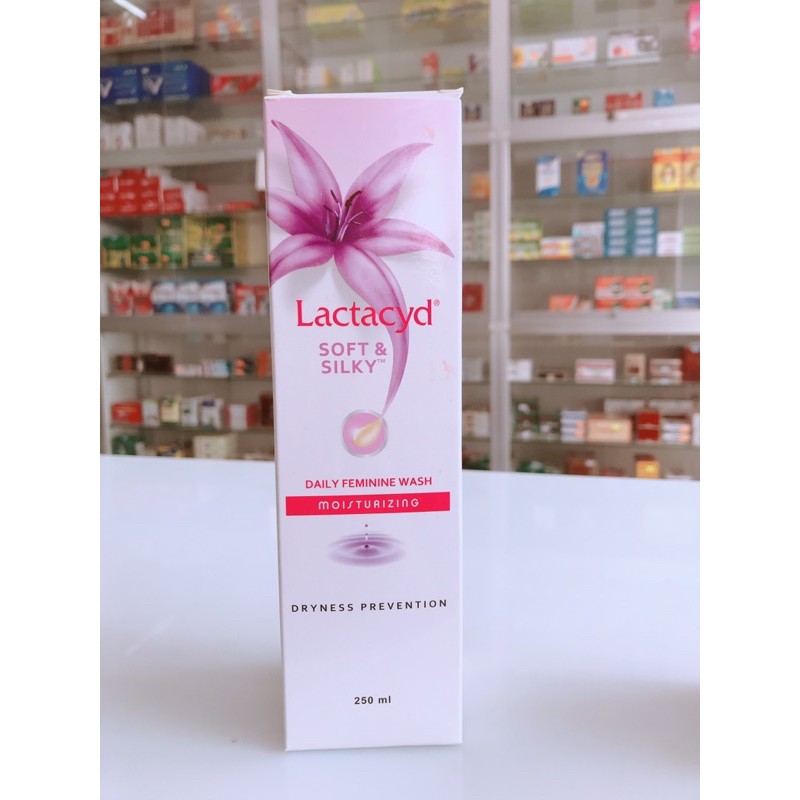 Lactacyd®
SOFT &
SILKY™
DAILY FEMININE WASH
MOISTURIZING
DRYNESS PREVENTION
250 ml